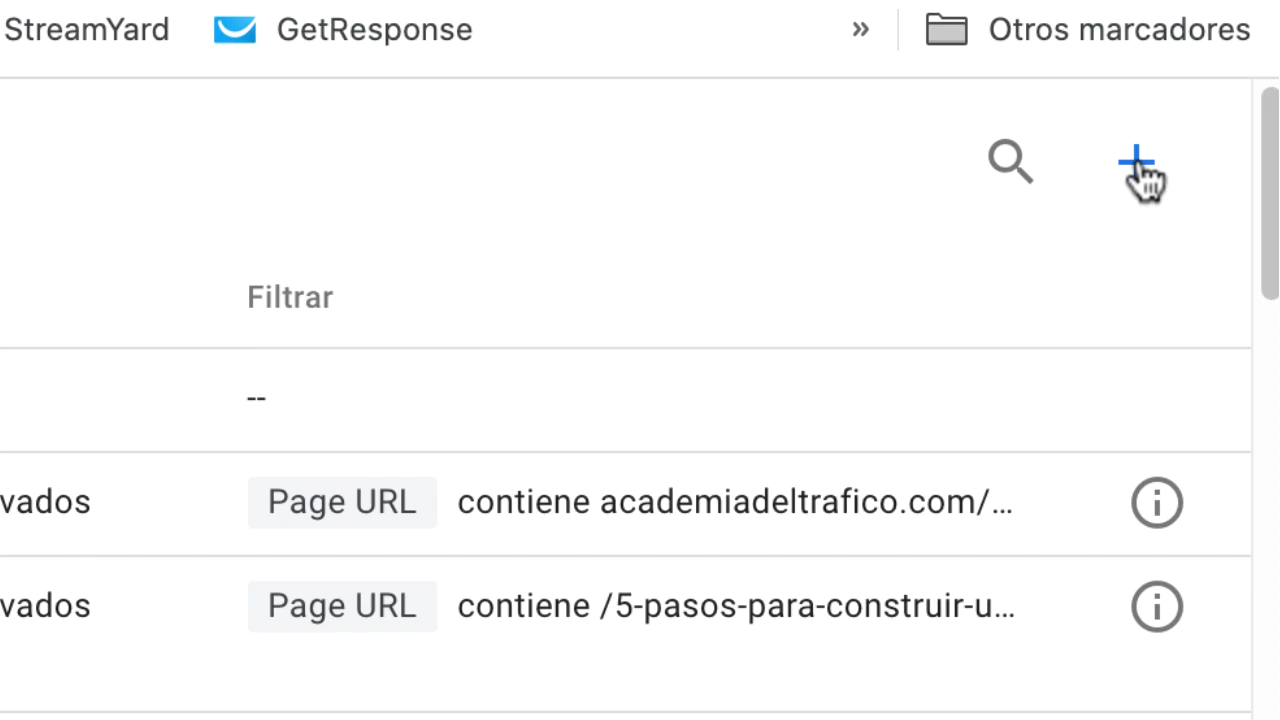 StreamYard GetResponse » Otros marcadores
Filtrar
--
vados Page URL contiene academiadeltrafico.com/...
vados Page URL contiene /5-pasos-para-construir-u...